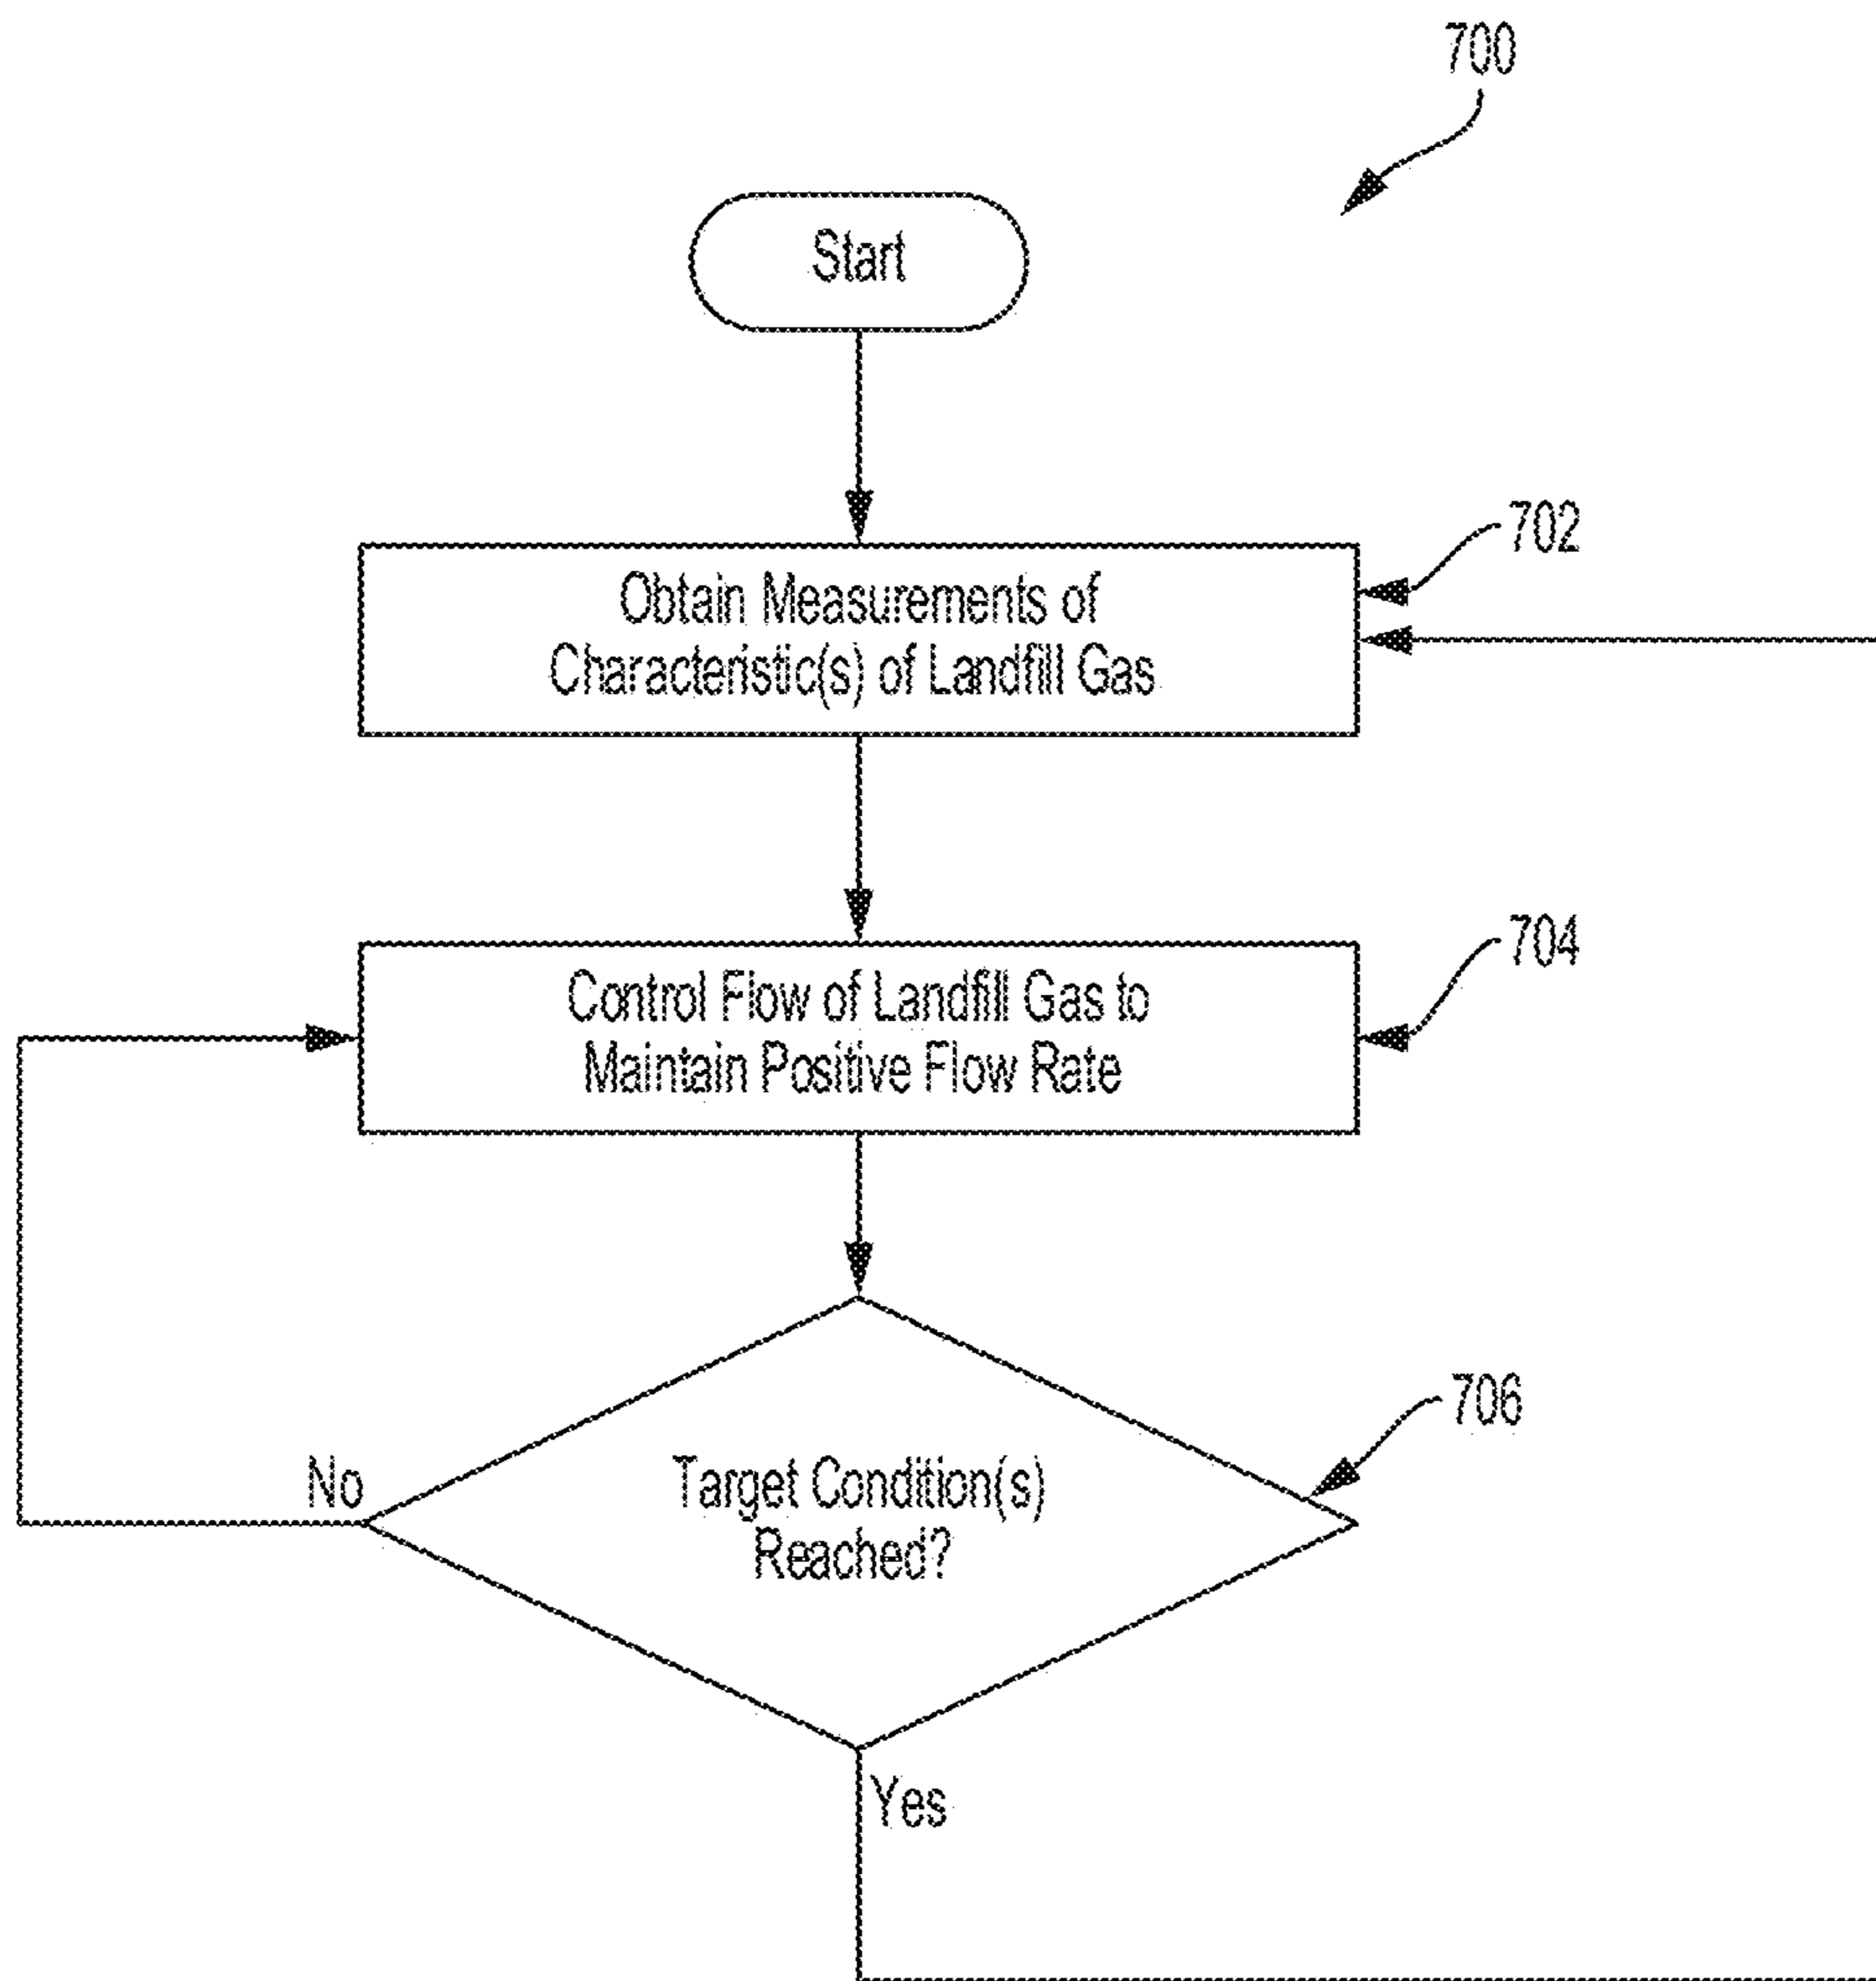 700
Start
702
Obtain Measurements of
Characteristic(s) of Landfill Gas
704
Control Flow of Landfill Gas to
Maintain Positive Flow Rate
706
No
Target Condition(s)
Reached?
Yes